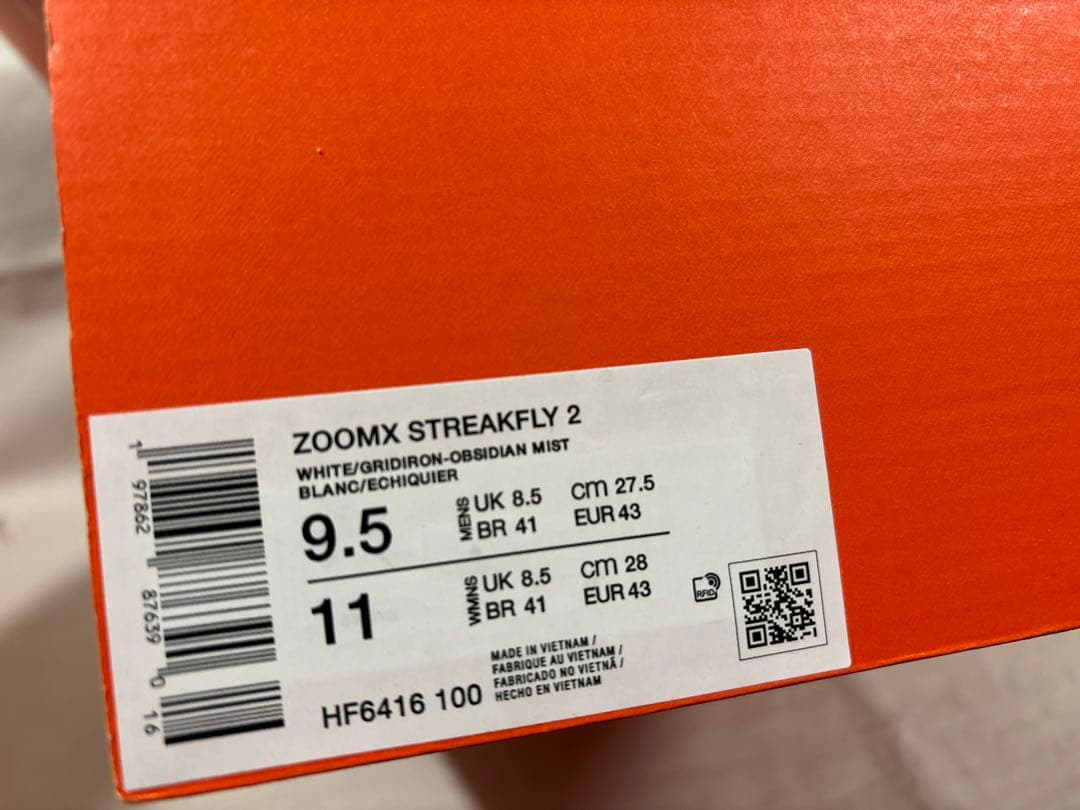 ZOOMX STREAKFLY 2
WHITE/GRIDIRON-OBSIDIAN MIST
BLANC/ECHIQUIER
9.5 MENS UK 8.5 cm 27.5
BR 41 EUR 43
11 WMNS UK 8.5 cm 28
BR 41 EUR 43
RFID
MADE IN VIETNAM /
FABRIQUE AU VIETNAM /
FABRICADO NO VIETNÃ /
HECHO EN VIETNAM
HF6416 100
1 97862 87639 0 16